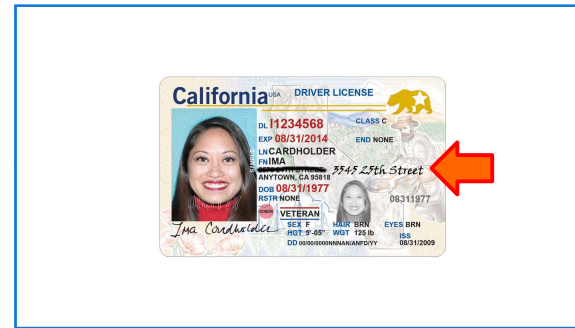 California USA DRIVER LICENSE
DL I1234568 CLASS C
EXP 08/31/2014 END NONE
LN CARDHOLDER
FN IMA
3545 25th Street
ANYTOWN, CA 95818
DOB 08/31/1977
RSTR NONE 08311977
DONOR VETERAN
Ima Cardholder
SEX F HAIR BRN EYES BRN
HGT 5'-05" WGT 125 lb ISS
DD 00/00/0000NNNAN/ANFD/YY 08/31/2009